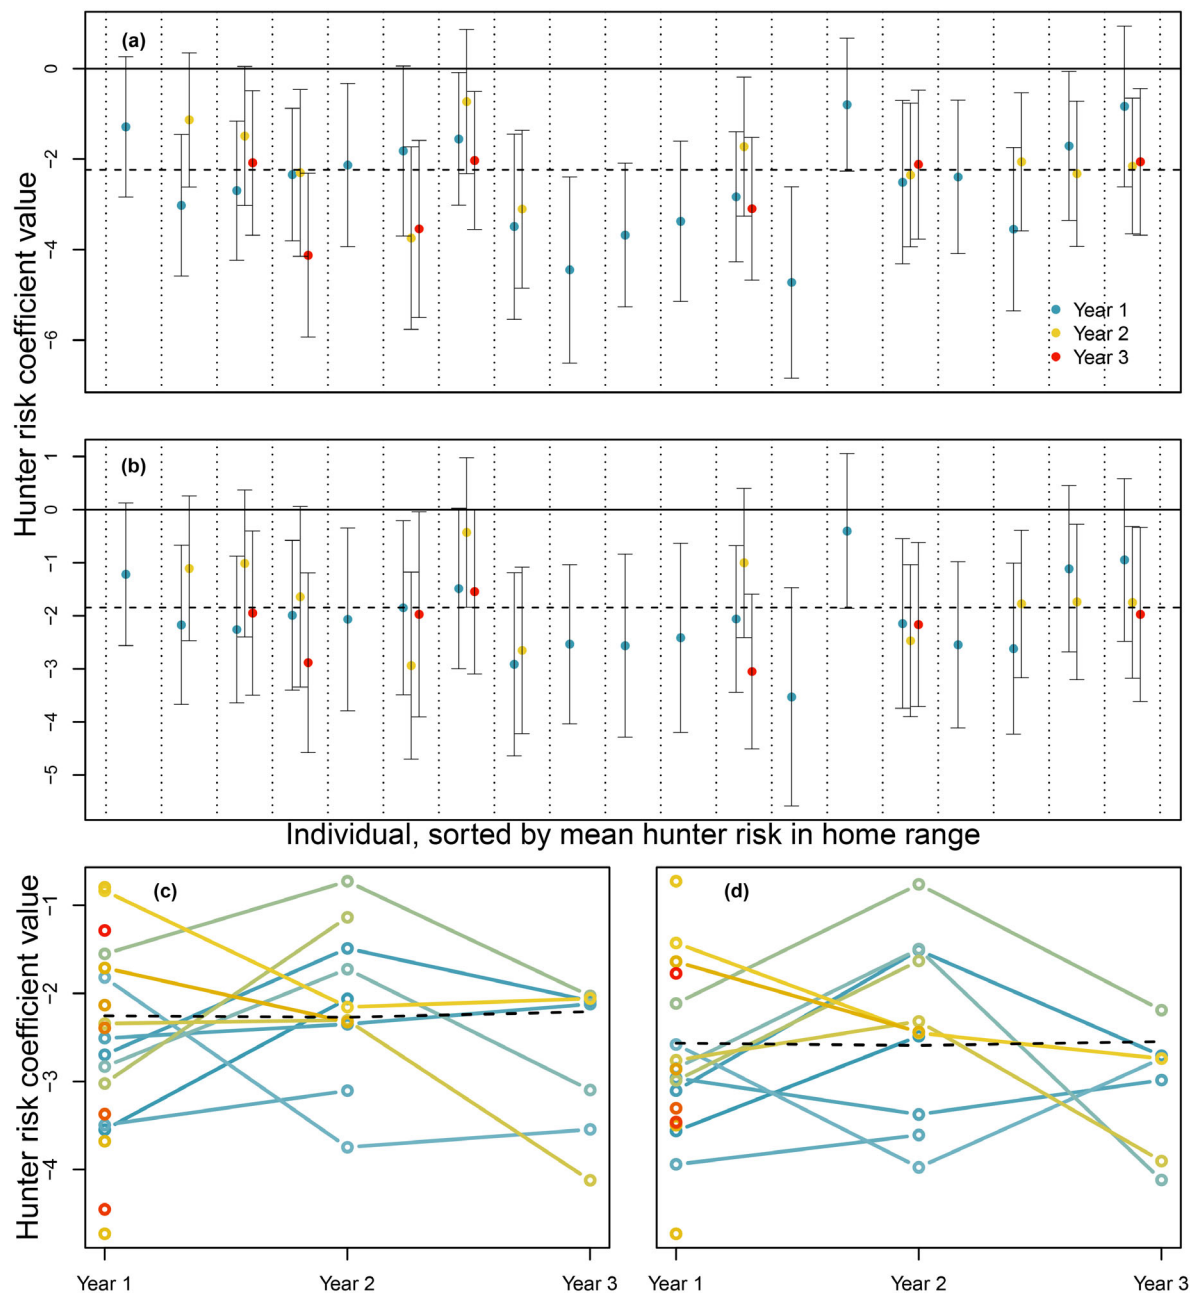 (a)
0
−2
−4
−6
Year 1
Year 2
Year 3
Hunter risk coefficient value
(b)
1
0
−1
−2
−3
−4
−5
Individual, sorted by mean hunter risk in home range
Hunter risk coefficient value
(c)
(d)
−1
−2
−3
−4
Year 1
Year 2
Year 3
Year 1
Year 2
Year 3